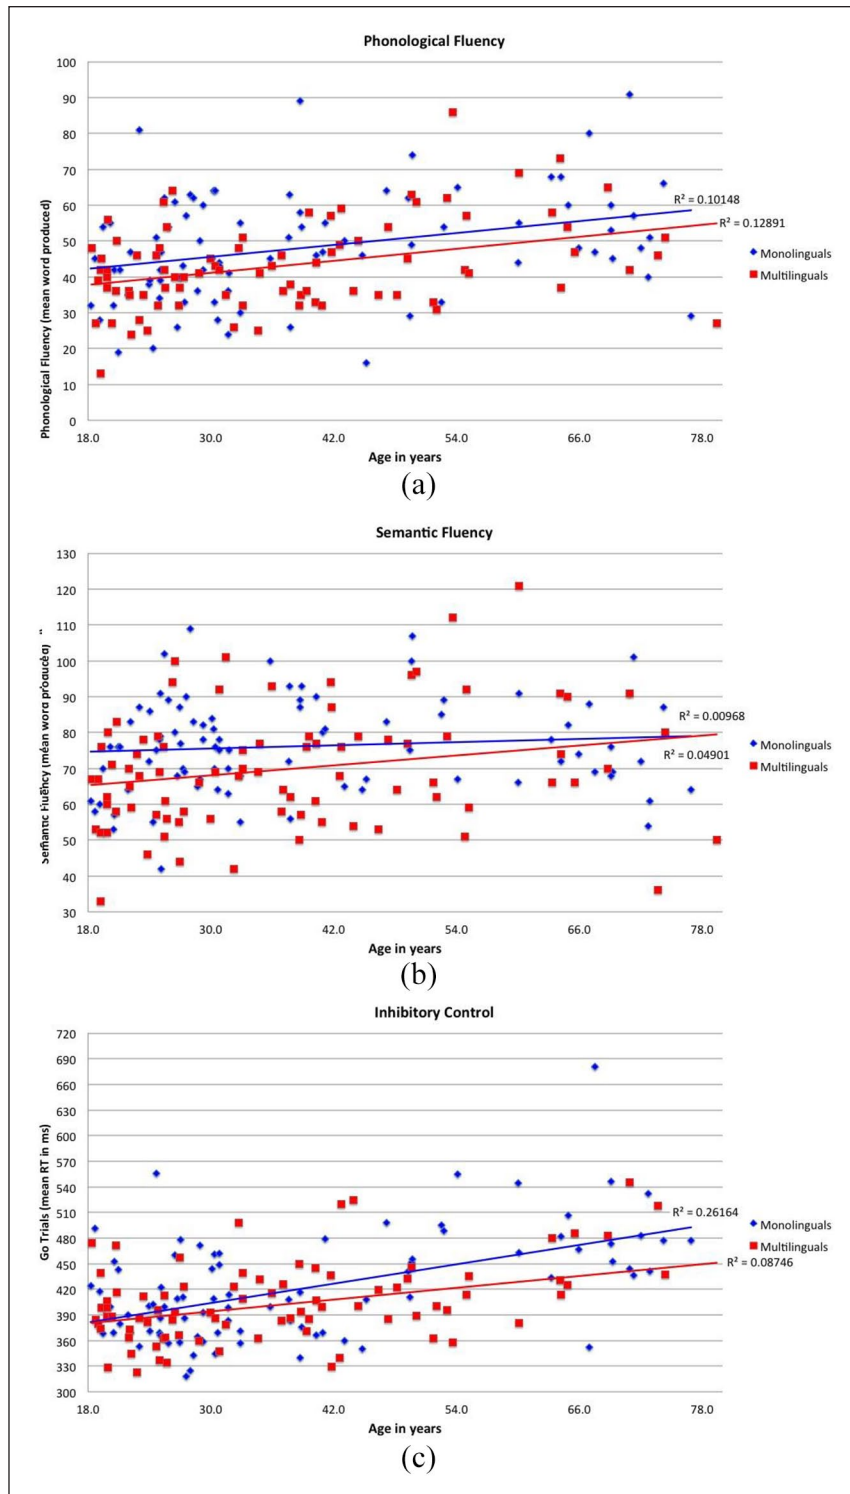 Phonological Fluency
Phonological Fluency (mean word produced)
100
90
80
70
60
50
40
30
20
10
0
18.0 30.0 42.0 54.0 66.0 78.0
Age in years
R² = 0.10148
R² = 0.12891
Monolinguals
Multilinguals
(a)
Semantic Fluency
Semantic Fluency (mean word produced)
130
120
110
100
90
80
70
60
50
40
30
18.0 30.0 42.0 54.0 66.0 78.0
Age in years
R² = 0.00968
R² = 0.04901
Monolinguals
Multilinguals
(b)
Inhibitory Control
Go Trials (mean RT in ms)
720
690
660
630
600
570
540
510
480
450
420
390
360
330
300
18.0 30.0 42.0 54.0 66.0 78.0
Age in years
R² = 0.26164
R² = 0.08746
Monolinguals
Multilinguals
(c)